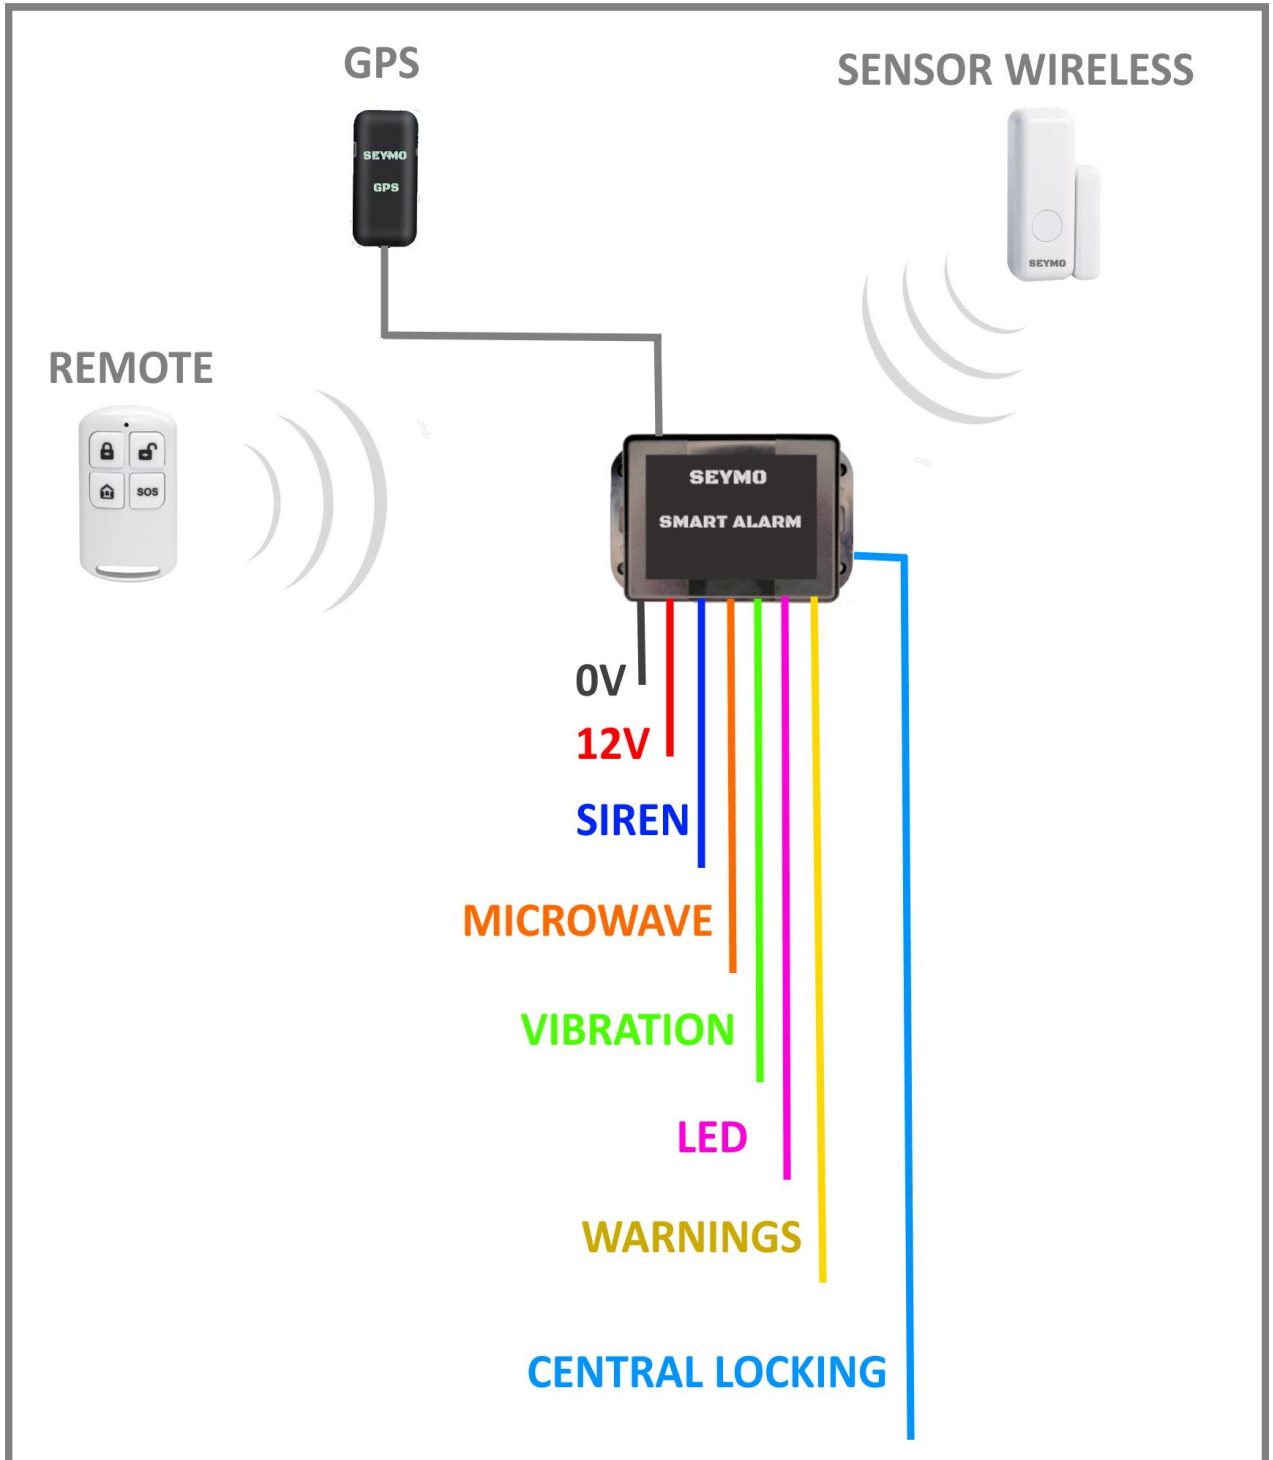 GPS
SENSOR WIRELESS
SEYMO
GPS
SEYMO
REMOTE
SOS
SEYMO
SMART ALARM
0V
12V
SIREN
MICROWAVE
VIBRATION
LED
WARNINGS
CENTRAL LOCKING